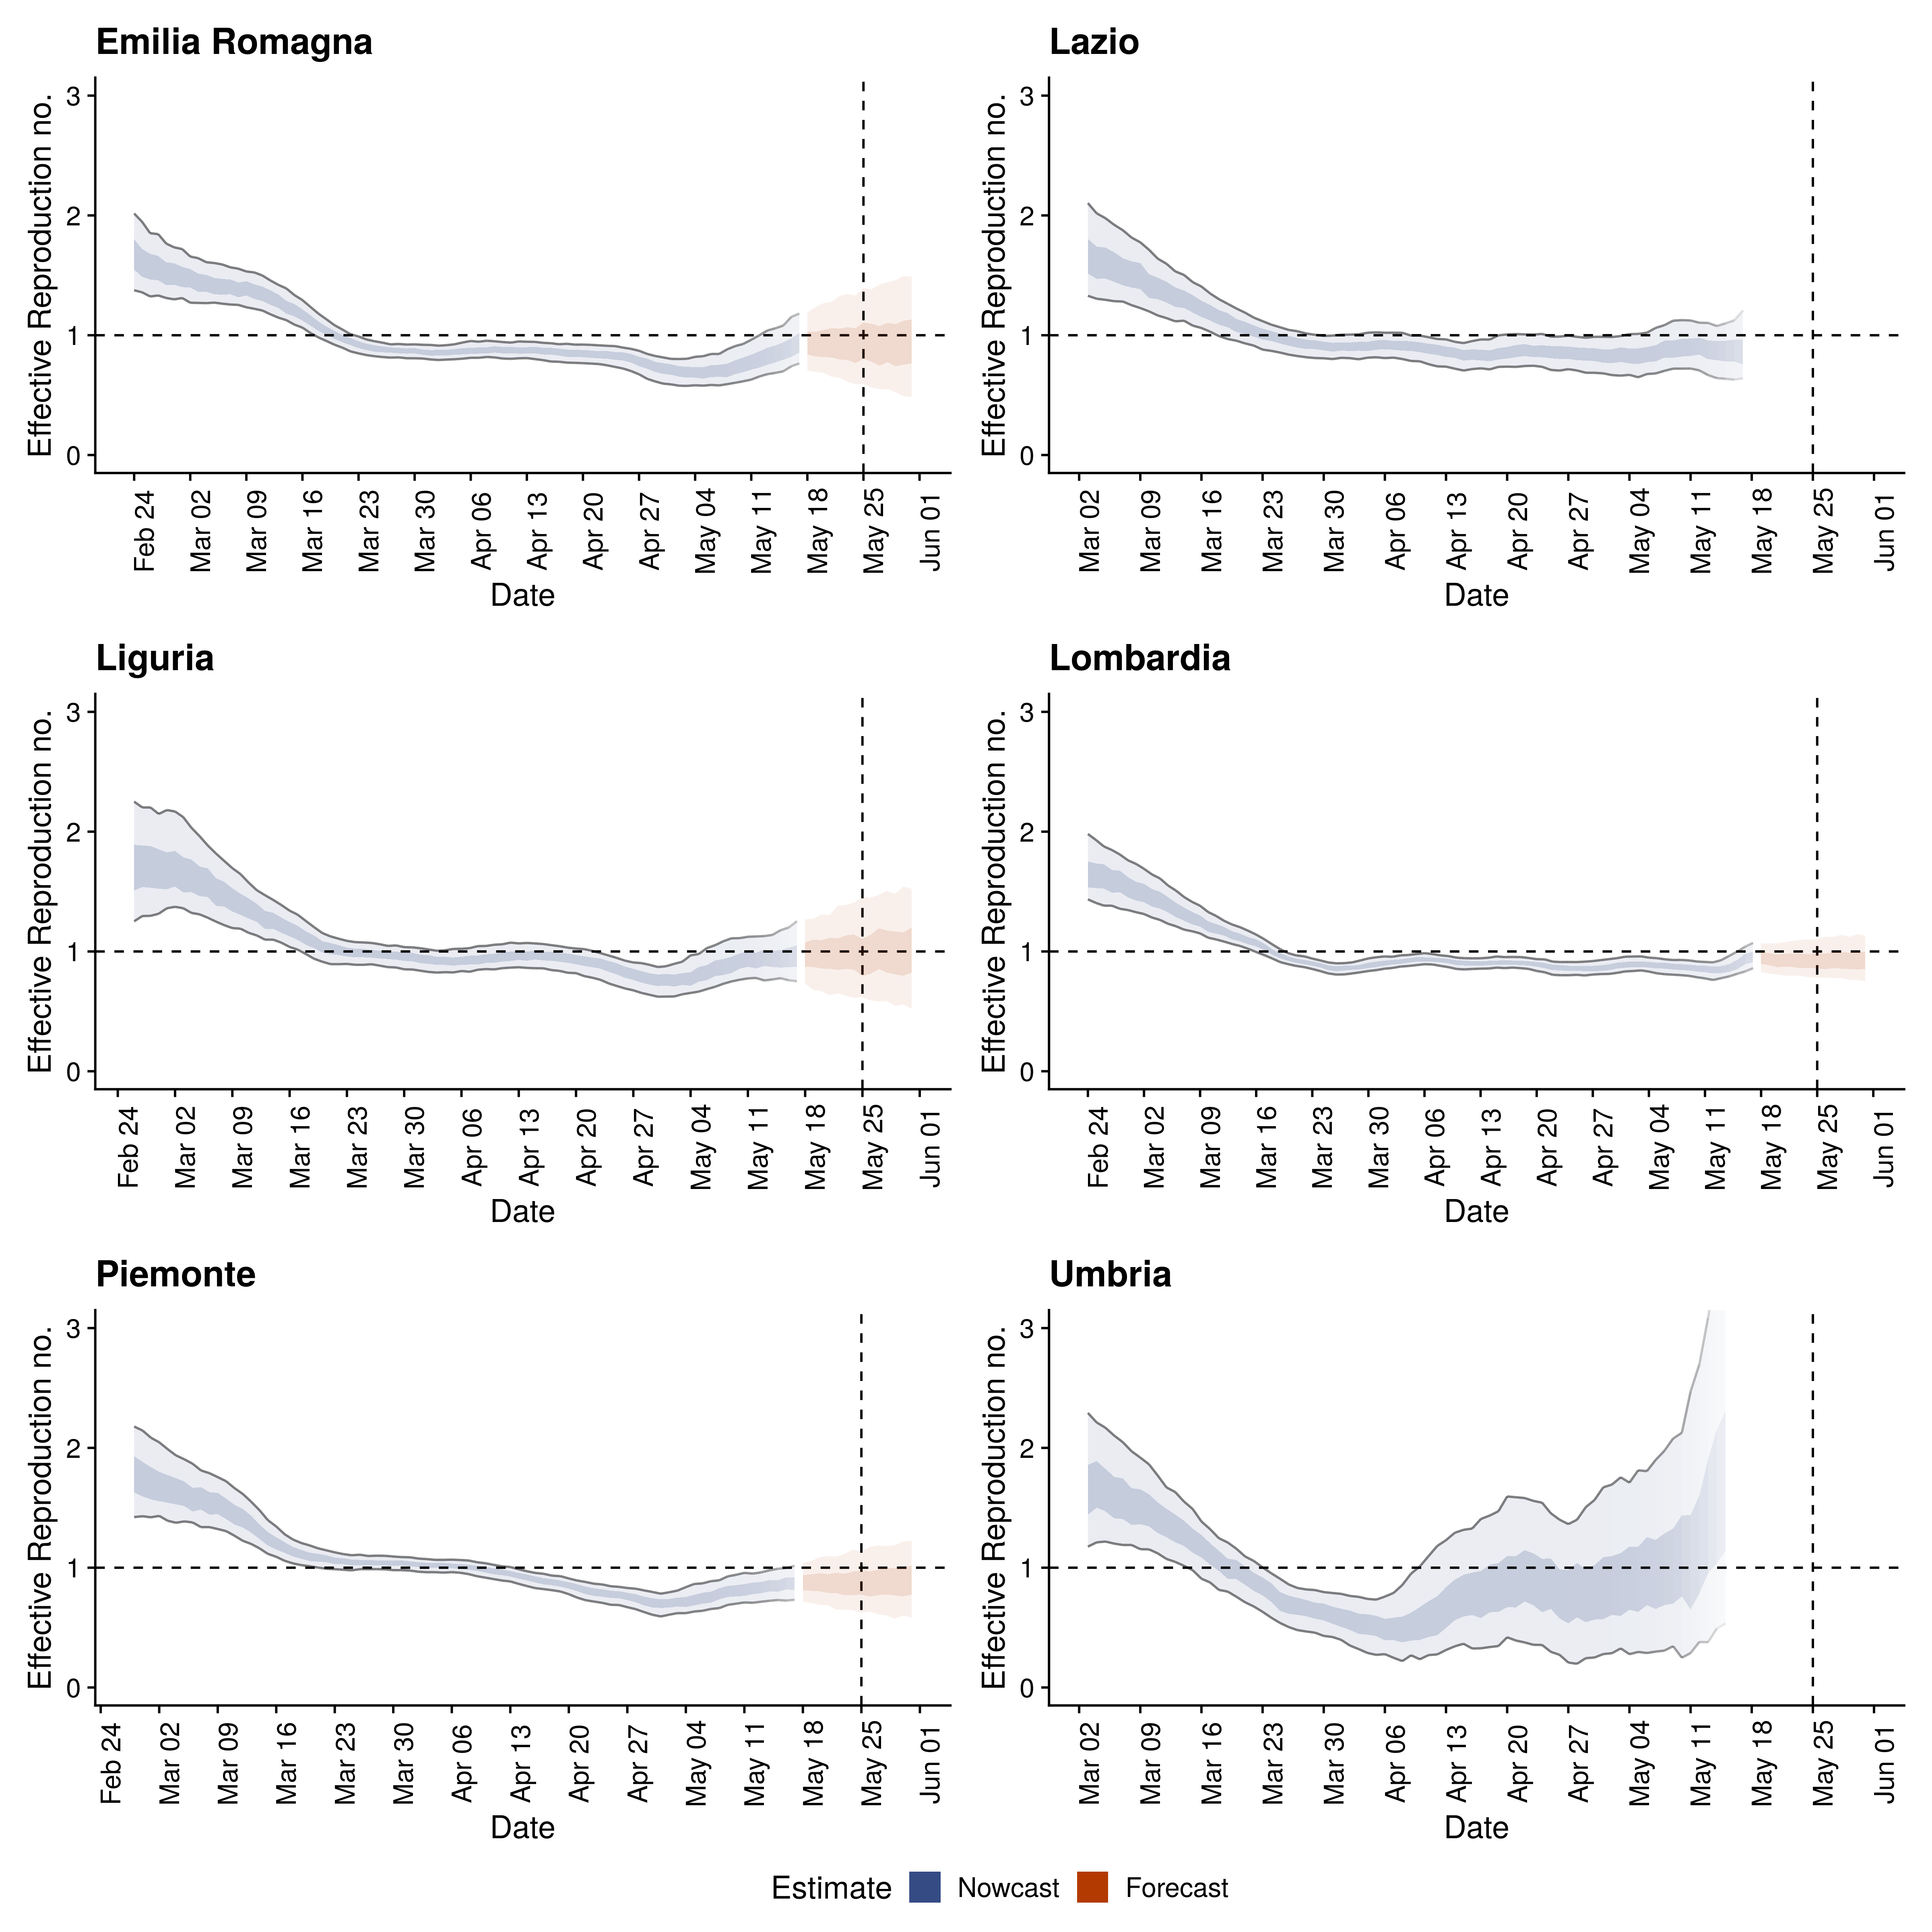 Emilia Romagna
Effective Reproduction no.
3
2
1
0
Feb 24 Mar 02 Mar 09 Mar 16 Mar 23 Mar 30 Apr 06 Apr 13 Apr 20 Apr 27 May 04 May 11 May 18 May 25 Jun 01
Date
Lazio
Effective Reproduction no.
3
2
1
0
Mar 02 Mar 09 Mar 16 Mar 23 Mar 30 Apr 06 Apr 13 Apr 20 Apr 27 May 04 May 11 May 18 May 25 Jun 01
Date
Liguria
Effective Reproduction no.
3
2
1
0
Feb 24 Mar 02 Mar 09 Mar 16 Mar 23 Mar 30 Apr 06 Apr 13 Apr 20 Apr 27 May 04 May 11 May 18 May 25 Jun 01
Date
Lombardia
Effective Reproduction no.
3
2
1
0
Feb 24 Mar 02 Mar 09 Mar 16 Mar 23 Mar 30 Apr 06 Apr 13 Apr 20 Apr 27 May 04 May 11 May 18 May 25 Jun 01
Date
Piemonte
Effective Reproduction no.
3
2
1
0
Feb 24 Mar 02 Mar 09 Mar 16 Mar 23 Mar 30 Apr 06 Apr 13 Apr 20 Apr 27 May 04 May 11 May 18 May 25 Jun 01
Date
Umbria
Effective Reproduction no.
3
2
1
0
Mar 02 Mar 09 Mar 16 Mar 23 Mar 30 Apr 06 Apr 13 Apr 20 Apr 27 May 04 May 11 May 18 May 25 Jun 01
Date
Estimate Nowcast Forecast